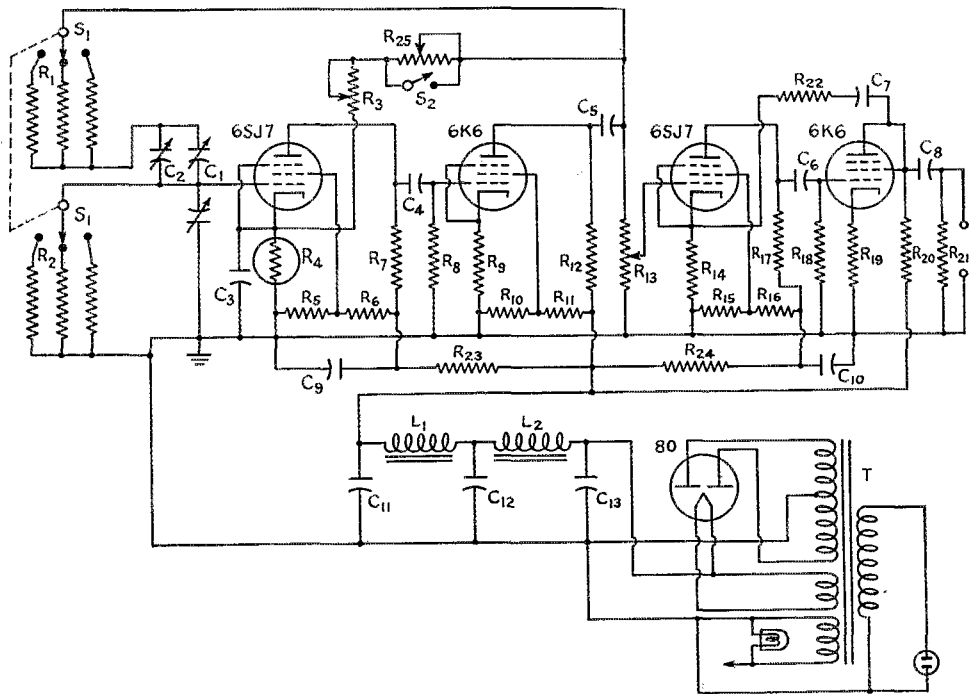 S1
R25
R1
S2
R3
R22
C7
6SJ7
6K6
C5
6SJ7
6K6
C2
C1
C4
C6
C8
S1
R2
R4
C3
R7
R8
R9
R12
R13
R14
R17
R18
R19
R20
R21
R5
R6
R10
R11
R15
R16
R23
R24
C9
C10
L1
L2
80
T
C11
C12
C13